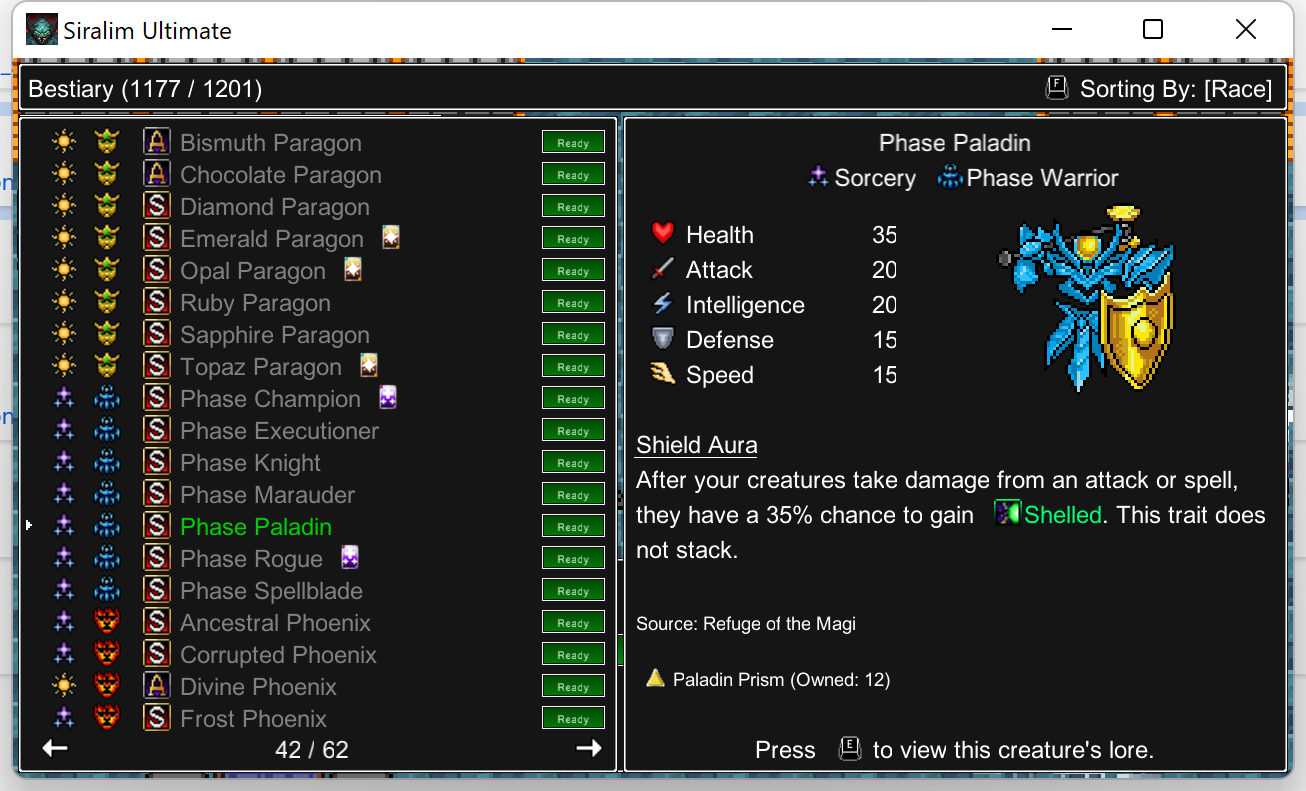 Siralim Ultimate
Bestiary (1177 / 1201)
F Sorting By: [Race]
A Bismuth Paragon Ready
A Chocolate Paragon Ready
S Diamond Paragon Ready
S Emerald Paragon Ready
S Opal Paragon Ready
S Ruby Paragon Ready
S Sapphire Paragon Ready
S Topaz Paragon Ready
S Phase Champion Ready
S Phase Executioner Ready
S Phase Knight Ready
S Phase Marauder Ready
S Phase Paladin Ready
S Phase Rogue Ready
S Phase Spellblade Ready
S Ancestral Phoenix Ready
S Corrupted Phoenix Ready
A Divine Phoenix Ready
S Frost Phoenix Ready
42 / 62
Phase Paladin
Sorcery Phase Warrior
Health 35
Attack 20
Intelligence 20
Defense 15
Speed 15
Shield Aura
After your creatures take damage from an attack or spell,
they have a 35% chance to gain Shelled. This trait does
not stack.
Source: Refuge of the Magi
Paladin Prism (Owned: 12)
Press E to view this creature's lore.